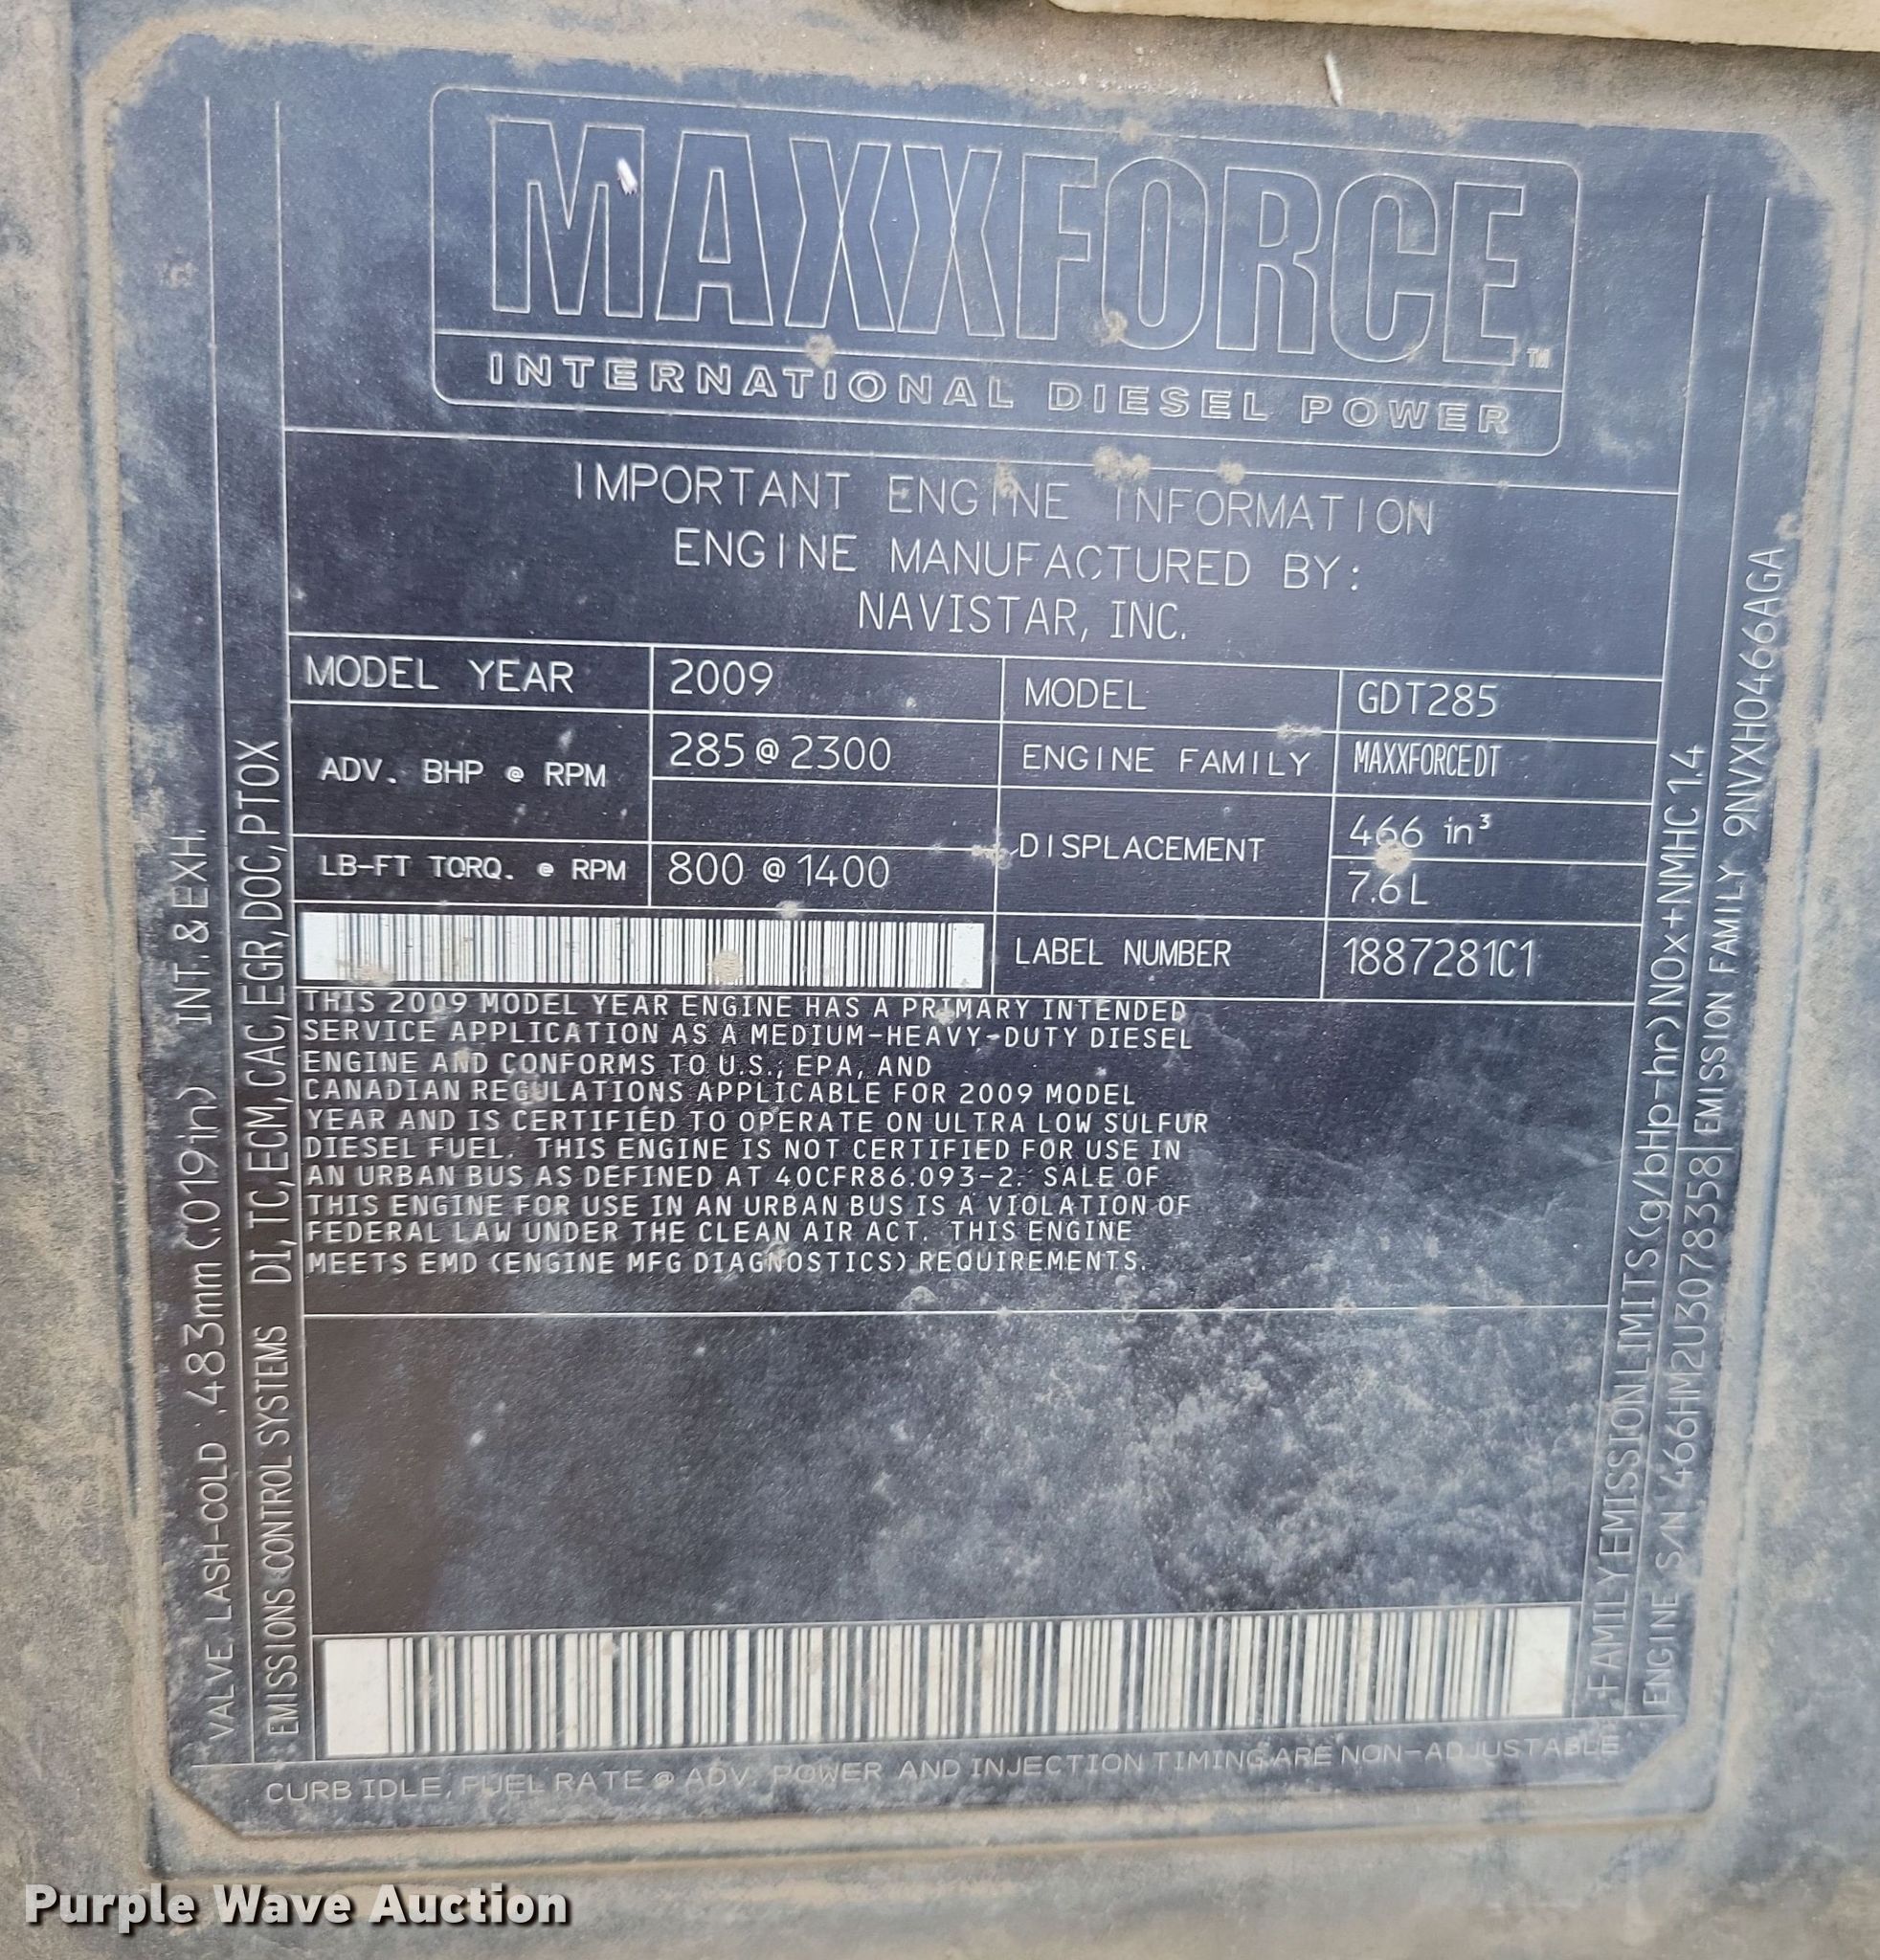 MAXXFORCE™
INTERNATIONAL DIESEL POWER
IMPORTANT ENGINE INFORMATION
ENGINE MANUFACTURED BY:
NAVISTAR, INC.
MODEL YEAR 2009 MODEL GDT285
ADV. BHP @ RPM 285@2300 ENGINE FAMILY MAXXFORCEDT
DISPLACEMENT 466 in³
7.6L
LB-FT TORQ. @ RPM 800 @ 1400
LABEL NUMBER 1887281C1
THIS 2009 MODEL YEAR ENGINE HAS A PRIMARY INTENDED
SERVICE APPLICATION AS A MEDIUM-HEAVY-DUTY DIESEL
ENGINE AND CONFORMS TO U.S., EPA, AND
CANADIAN REGULATIONS APPLICABLE FOR 2009 MODEL
YEAR AND IS CERTIFIED TO OPERATE ON ULTRA LOW SULFUR
DIESEL FUEL. THIS ENGINE IS NOT CERTIFIED FOR USE IN
AN URBAN BUS AS DEFINED AT 40CFR86.093-2. SALE OF
THIS ENGINE FOR USE IN AN URBAN BUS IS A VIOLATION OF
FEDERAL LAW UNDER THE CLEAN AIR ACT. THIS ENGINE
MEETS EMD (ENGINE MFG DIAGNOSTICS) REQUIREMENTS.
VALVE LASH-COLD .483mm(.019in) INT. & EXH.
EMISSIONS CONTROL SYSTEMS DI,TC,ECM,CAC,EGR,DOC,PTOX
FAMILY EMISSION LIMITS(g/bHp-hr)NOx+NMHC 1.4
ENGINE S/N 466HM2U3078358 EMISSION FAMILY 9NVXH0466AGA
CURB IDLE, FUEL RATE @ ADV. POWER AND INJECTION TIMING ARE NON-ADJUSTABLE
Purple Wave Auction